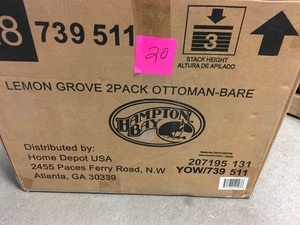 8 739 511
20
3
STACK HEIGHT
ALTURA DE APILADO
LEMON GROVE 2PACK OTTOMAN-BARE
HAMPTON BAY
Distributed by:
Home Depot USA
2455 Paces Ferry Road, N.W
Atlanta, GA 30339
207195 131
YOW/739 511